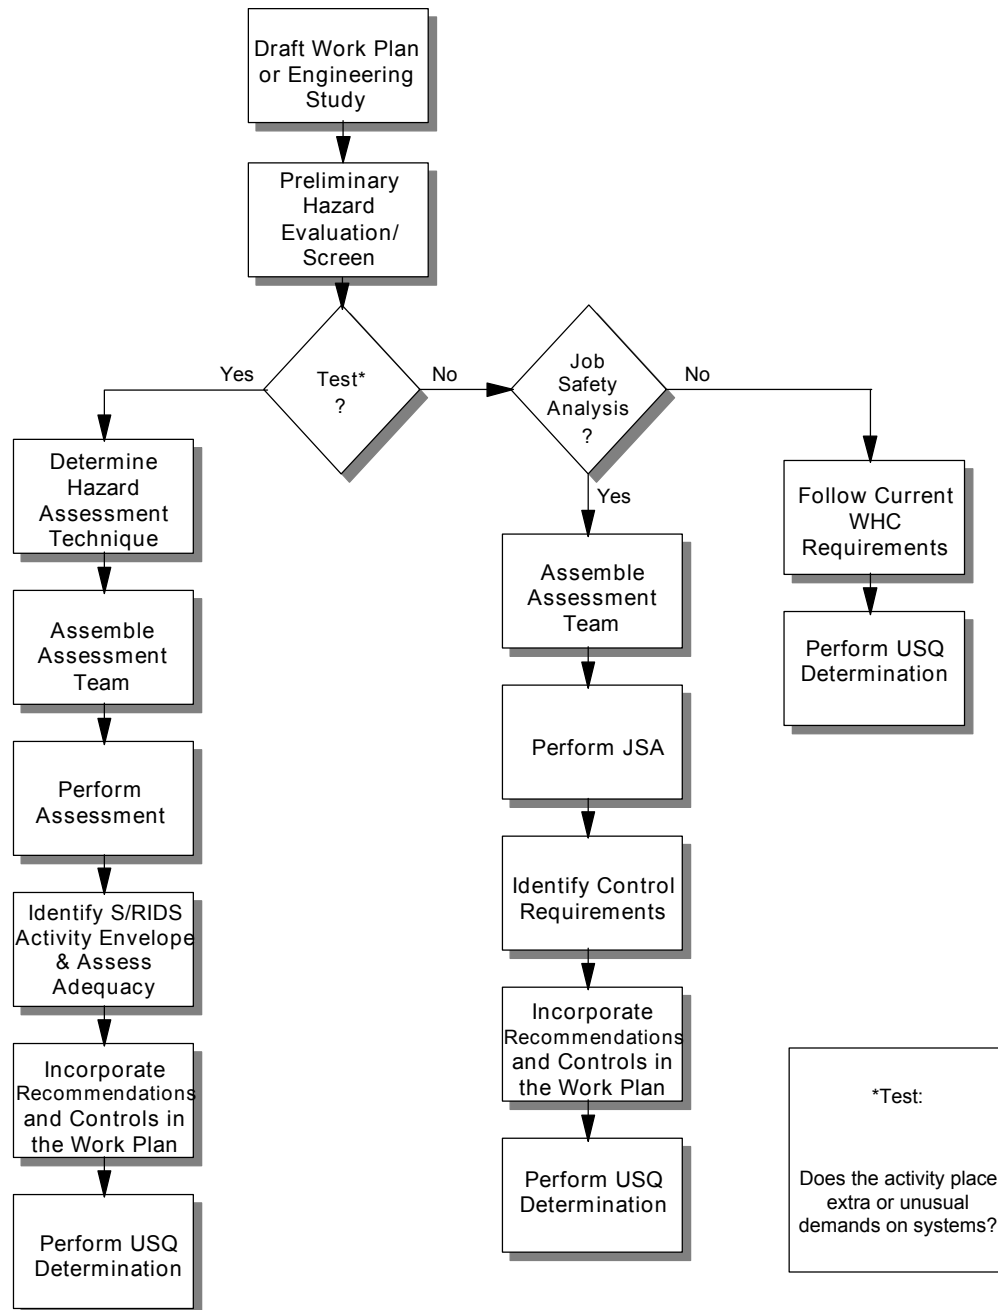 Draft Work Plan
or Engineering
Study
Preliminary
Hazard
Evaluation/
Screen
Yes
Test*
?
No
Job
Safety
Analysis
?
No
Yes
Determine
Hazard
Assessment
Technique
Assemble
Assessment
Team
Perform
Assessment
Identify S/RIDS
Activity Envelope
& Assess
Adequacy
Incorporate
Recommendations
and Controls in
the Work Plan
Perform USQ
Determination
Assemble
Assessment
Team
Perform JSA
Identify Control
Requirements
Incorporate
Recommendations
and Controls in
the Work Plan
Perform USQ
Determination
Follow Current
WHC
Requirements
Perform USQ
Determination
*Test:
Does the activity place
extra or unusual
demands on systems?